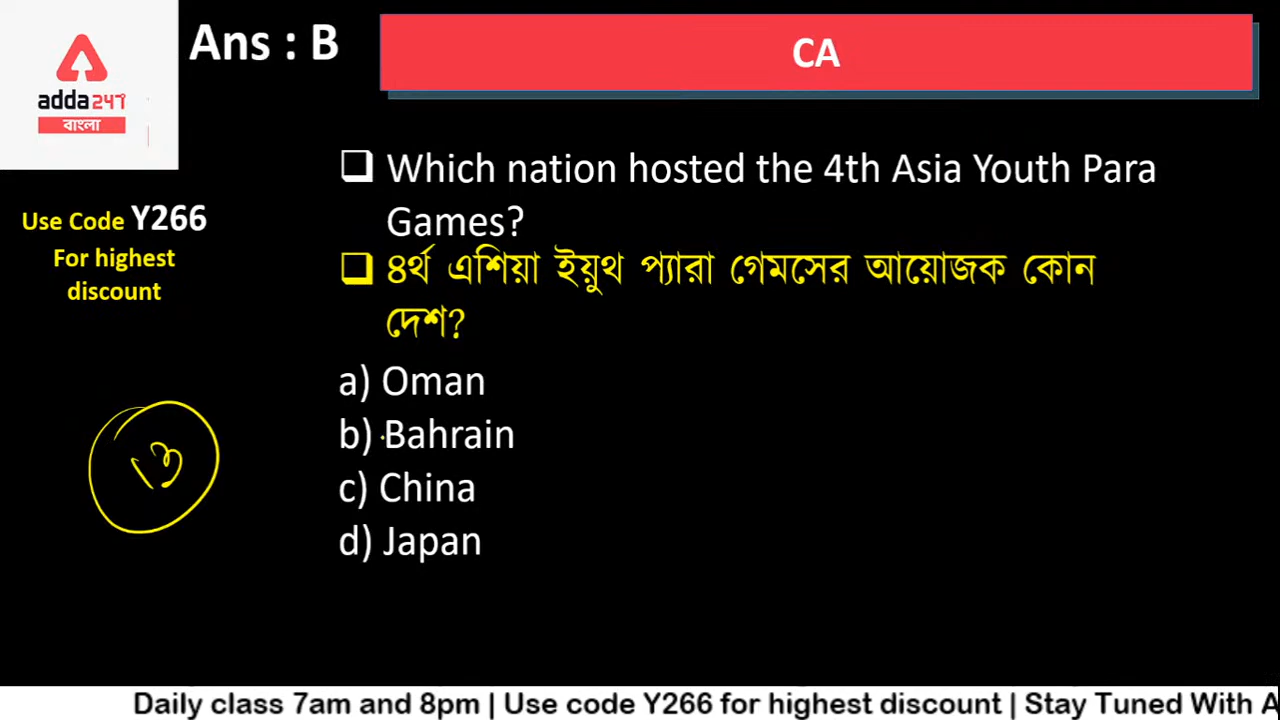 Ans : B
CA
adda247
বাংলা
Which nation hosted the 4th Asia Youth Para
Games?
Use Code Y266
For highest
discount
৪র্থ এশিয়া ইয়ুথ প্যারা গেমসের আয়োজক কোন
দেশ?
a) Oman
b) Bahrain
c) China
d) Japan
Daily class 7am and 8pm | Use code Y266 for highest discount | Stay Tuned With A